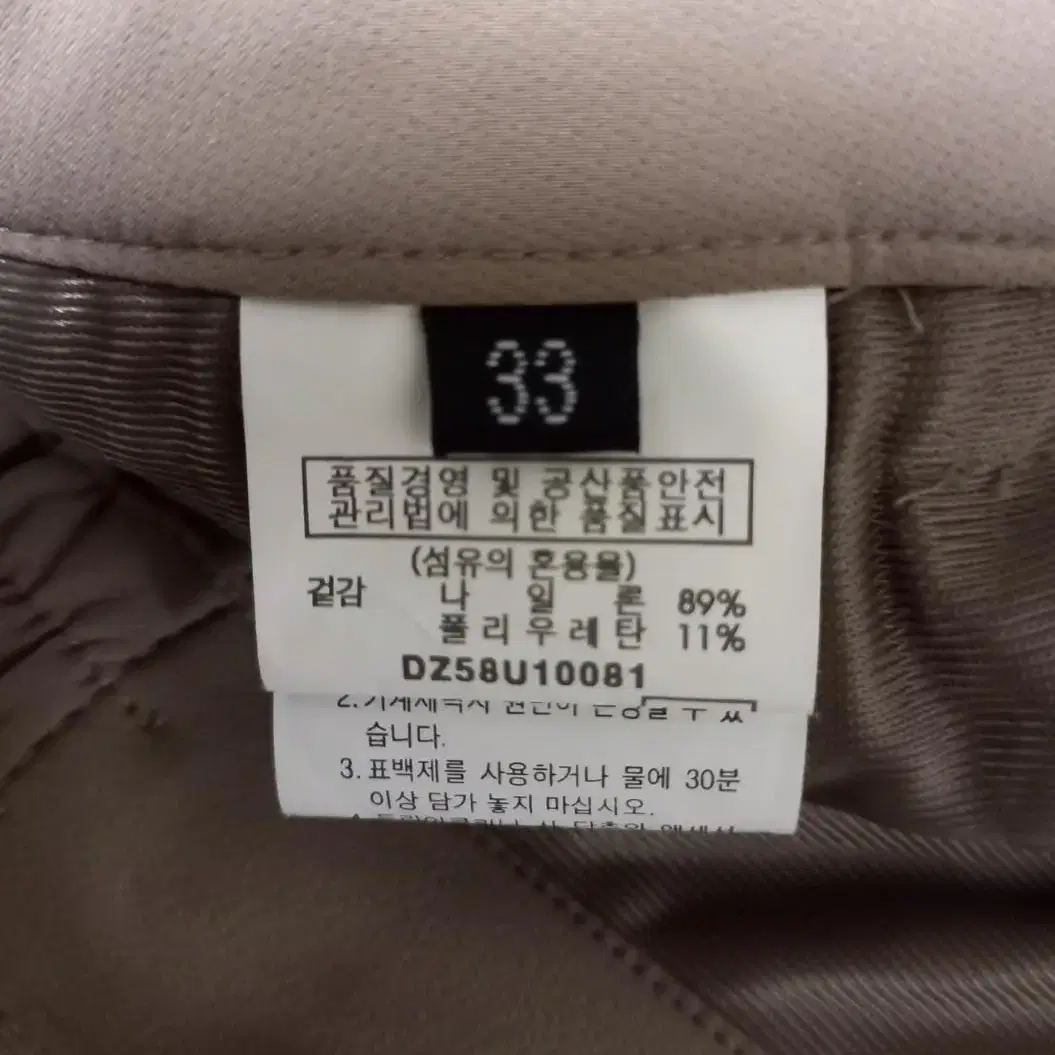 33
품질경영 및 공산품안전
관리법에 의한 품질표시
(섬유의 혼용율)
겉감 나 일 론 89%
폴리우레탄 11%
DZ58U10081
2.
습니다.
3. 표백제를 사용하거나 물에 30분
이상 담가 놓지 마십시오.